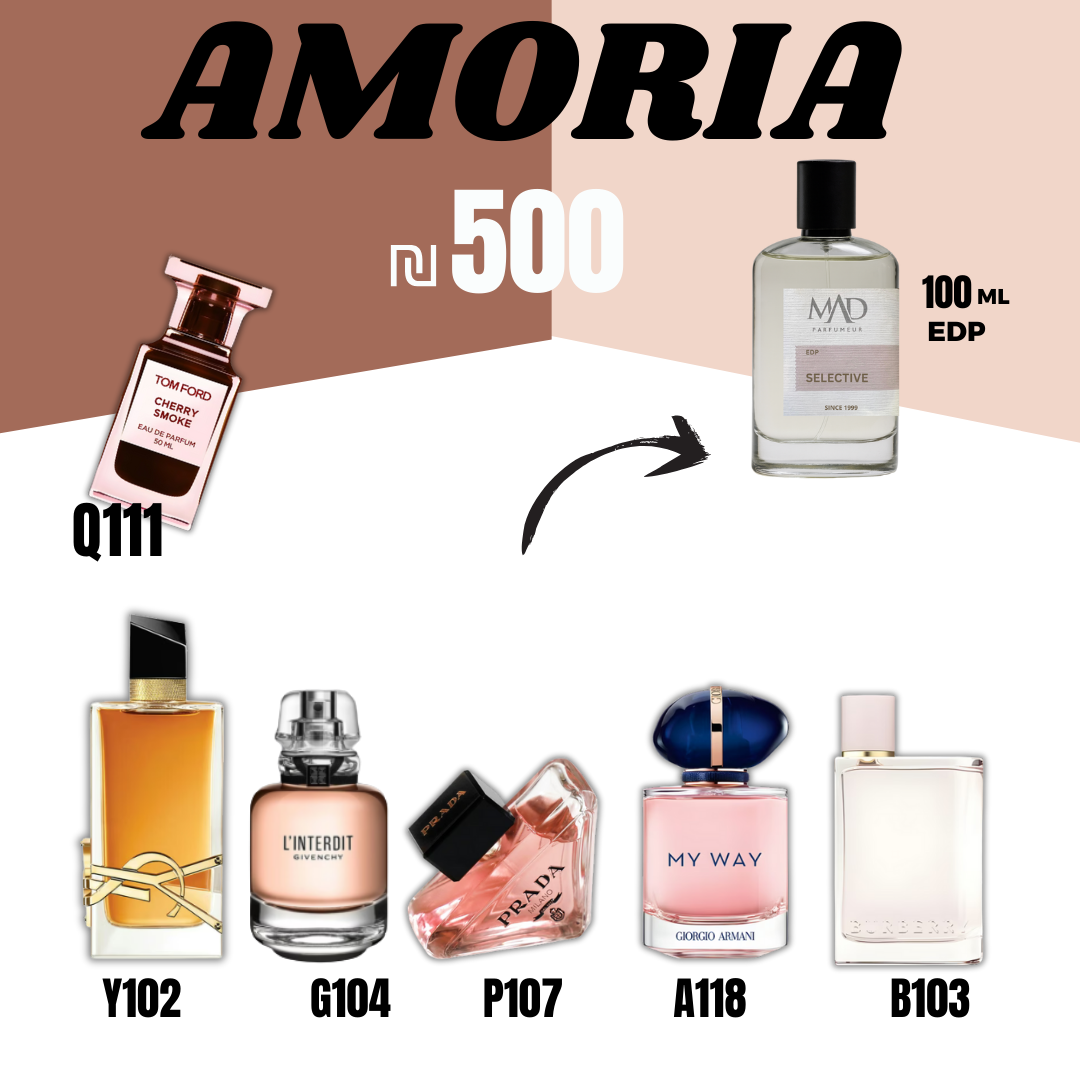 AMORIA
₪500
100 ML
EDP
MAD
PARFUMEUR
EDP
SELECTIVE
SINCE 1999
TOM FORD
CHERRY
SMOKE
EAU DE PARFUM
50 ML
Q111
L'INTERDIT
GIVENCHY
PRADA
PRADA
MILANO
MY WAY
GIORGIO ARMANI
BURBERRY
Y102
G104
P107
A118
B103